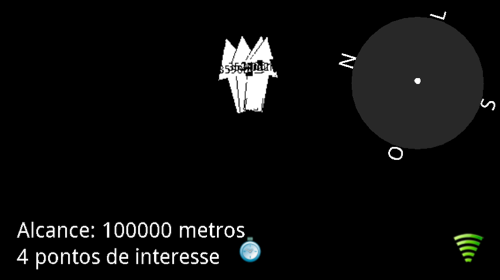 L
N
S
O
Alcance: 100000 metros
4 pontos de interesse